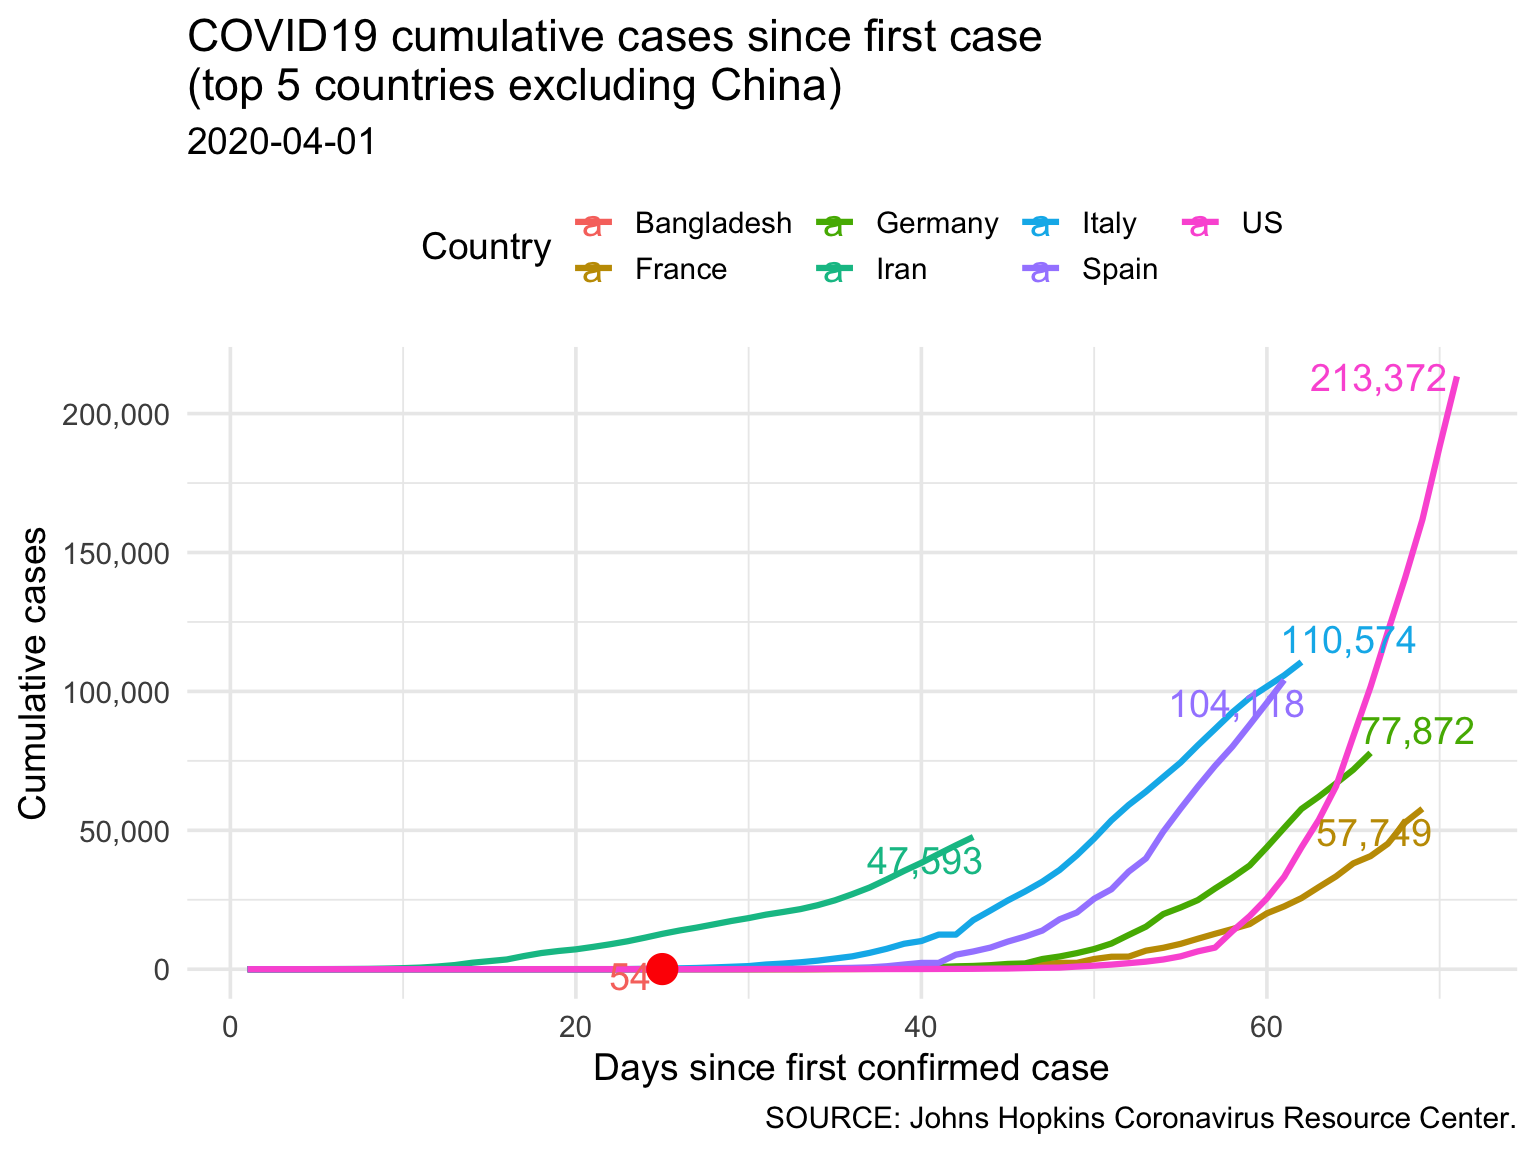 COVID19 cumulative cases since first case
(top 5 countries excluding China)
2020-04-01
Country
a Bangladesh a Germany a Italy a US
a France a Iran a Spain
Cumulative cases
200,000
150,000
100,000
50,000
0
213,372
110,574
104,118
77,872
57,749
47,593
54
0 20 40 60
Days since first confirmed case
SOURCE: Johns Hopkins Coronavirus Resource Center.